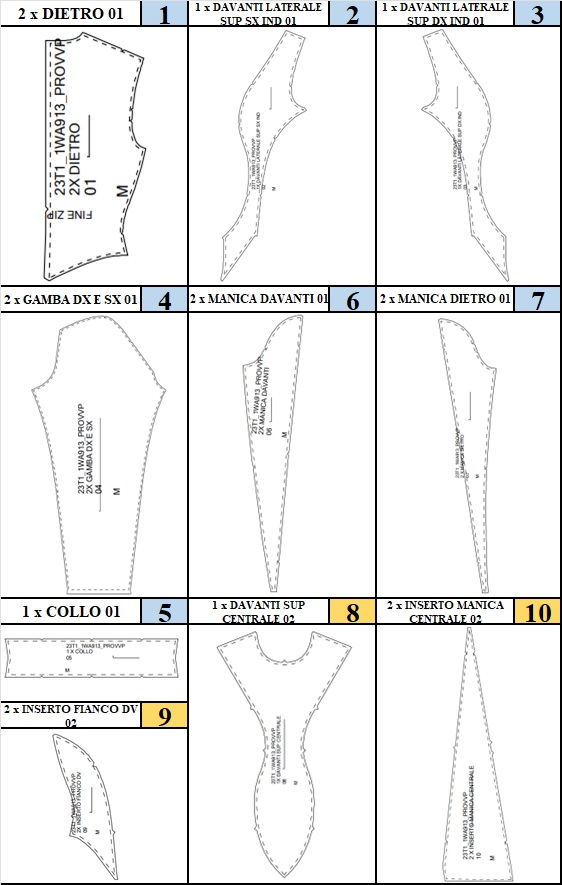 2 x DIETRO 01
1
1 x DAVANTI LATERALE
SUP SX IND 01
2
1 x DAVANTI LATERALE
SUP DX IND 01
3
23T1_1WA913_PROVVP
2X DIETRO
01
M
FINE ZIP
23T1_1WA913_PROVVP
1X DAVANTI LATERALE SUP SX IND
02
M
23T1_1WA913_PROVVP
1X DAVANTI LATERALE SUP DX IND
03
M
2 x GAMBA DX E SX 01
4
2 x MANICA DAVANTI 01
6
2 x MANICA DIETRO 01
7
23T1_1WA913_PROVVP
2X GAMBA DX E SX
04
M
23T1_1WA913_PROVVP
2X MANICA DAVANTI
06
M
23T1_1WA913_PROVVP
2 X MANICA DIETRO
M
1 x COLLO 01
5
1 x DAVANTI SUP
CENTRALE 02
8
2 x INSERTO MANICA
CENTRALE 02
10
23T1_1WA913_PROVVP
1 X COLLO
05
M
2 x INSERTO FIANCO DV
02
9
23T1_1WA913_PROVVP
2X INSERTO FIANCO DV
09
M
23T1_1WA913_PROVVP
1X DAVANTI SUP CENTRALE
08
M
23T1_1WA913_PROVVP
2 X INSERTO MANICA CENTRALE
10
M